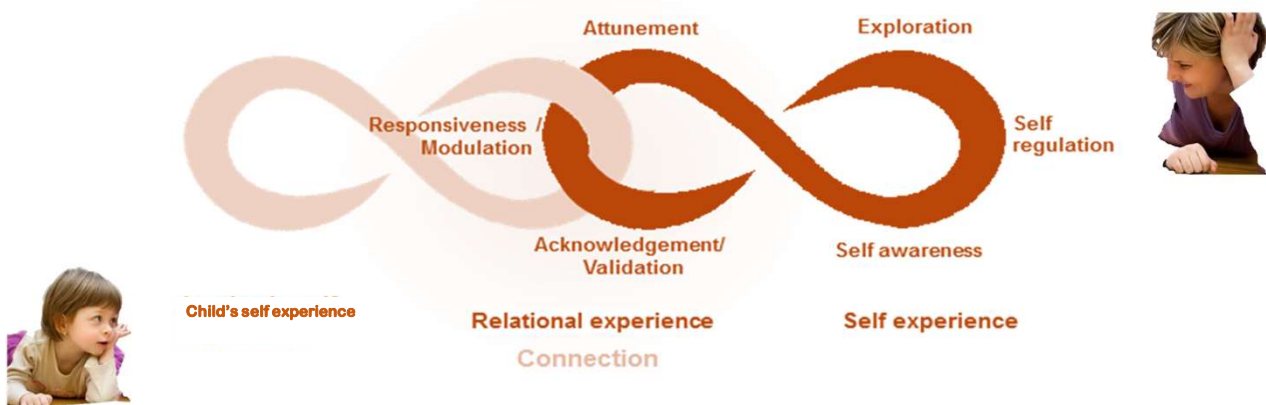 Attunement
Exploration
Responsiveness /
Modulation
Self
regulation
Acknowledgement/
Validation
Self awareness
Child's self experience
Relational experience
Self experience
Connection